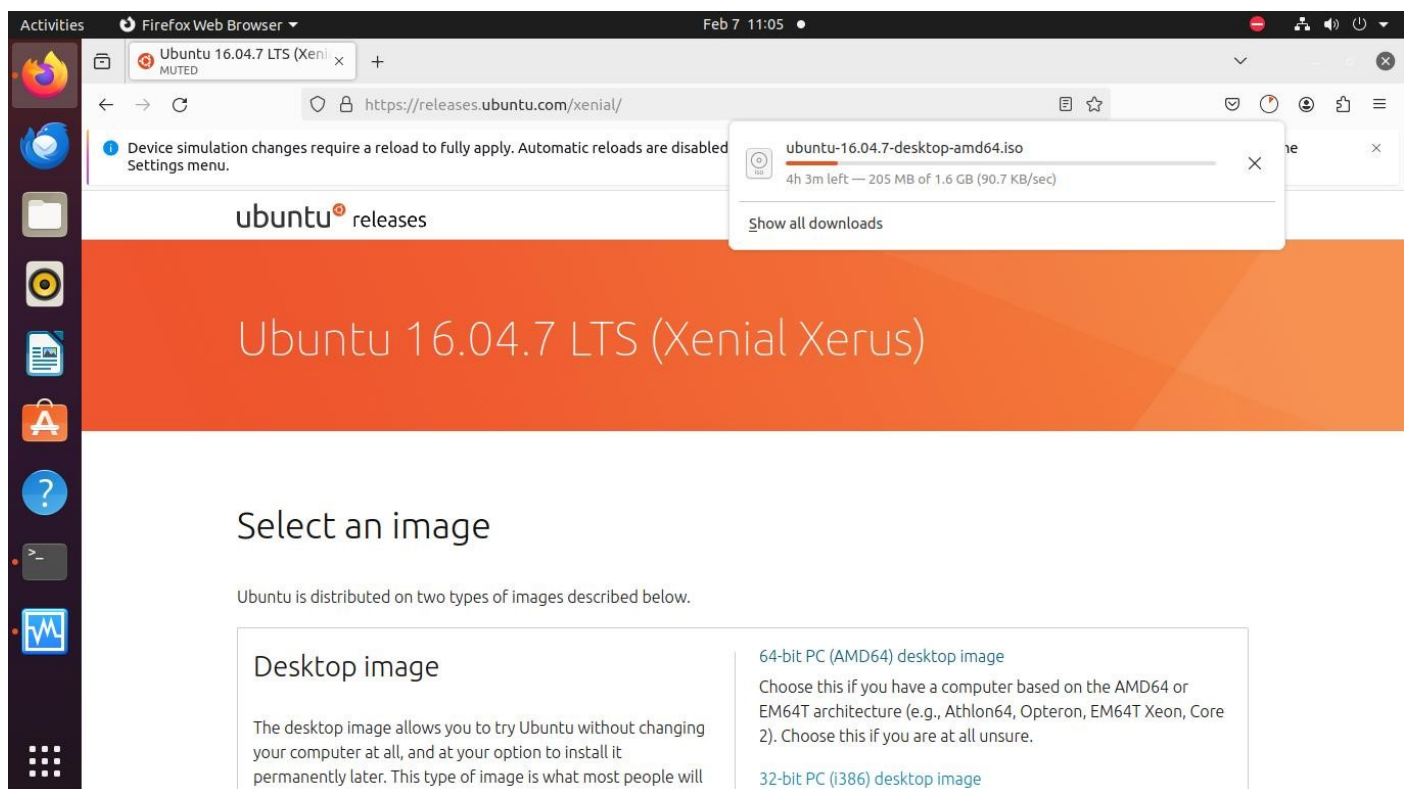 Activities
Firefox Web Browser
Feb 7 11:05
Ubuntu 16.04.7 LTS (Xeni
MUTED
https://releases.ubuntu.com/xenial/
Device simulation changes require a reload to fully apply. Automatic reloads are disabled
Settings menu.
ubuntu-16.04.7-desktop-amd64.iso
4h 3m left — 205 MB of 1.6 GB (90.7 KB/sec)
Show all downloads
ubuntu releases
Ubuntu 16.04.7 LTS (Xenial Xerus)
Select an image
Ubuntu is distributed on two types of images described below.
Desktop image
The desktop image allows you to try Ubuntu without changing
your computer at all, and at your option to install it
permanently later. This type of image is what most people will
64-bit PC (AMD64) desktop image
Choose this if you have a computer based on the AMD64 or
EM64T architecture (e.g., Athlon64, Opteron, EM64T Xeon, Core
2). Choose this if you are at all unsure.
32-bit PC (i386) desktop image